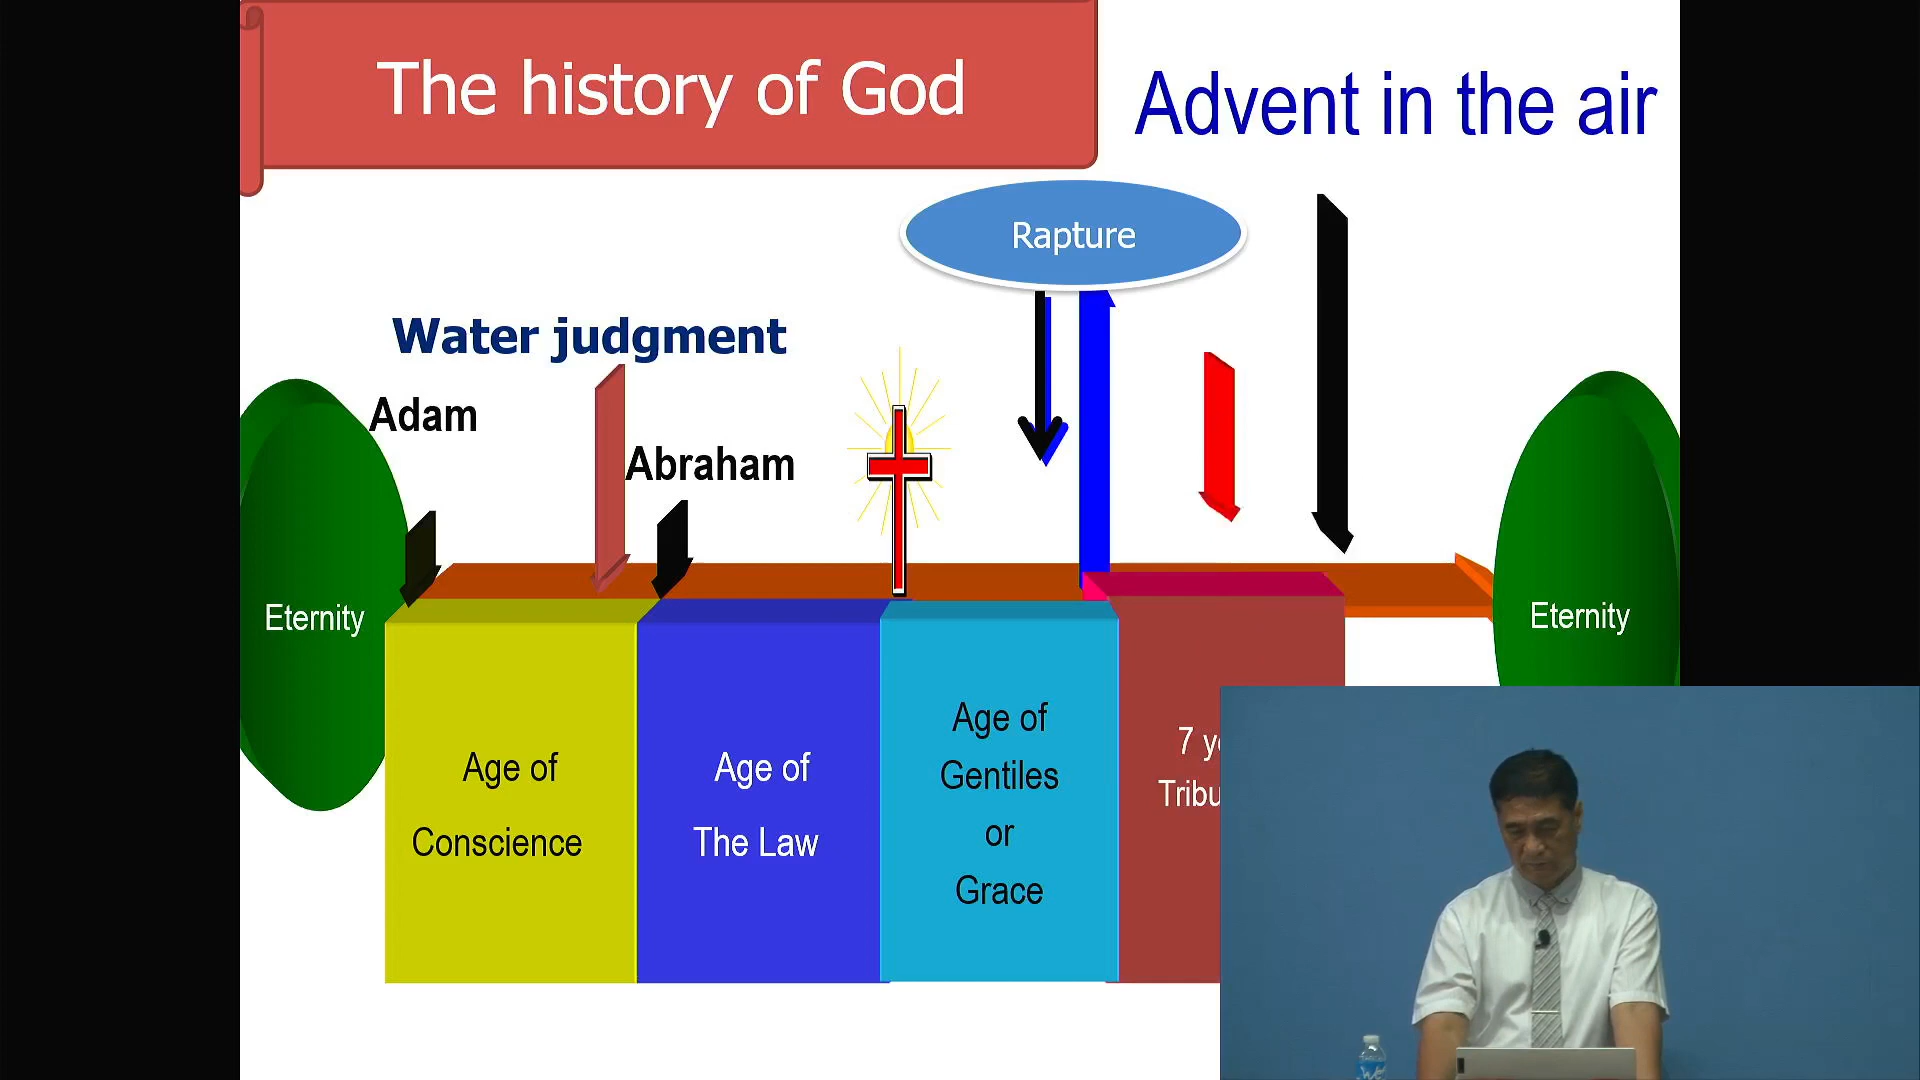 The history of God
Advent in the air
Rapture
Water judgment
Adam
Abraham
Eternity
Eternity
Age of
Conscience
Age of
The Law
Age of
Gentiles
or
Grace
7